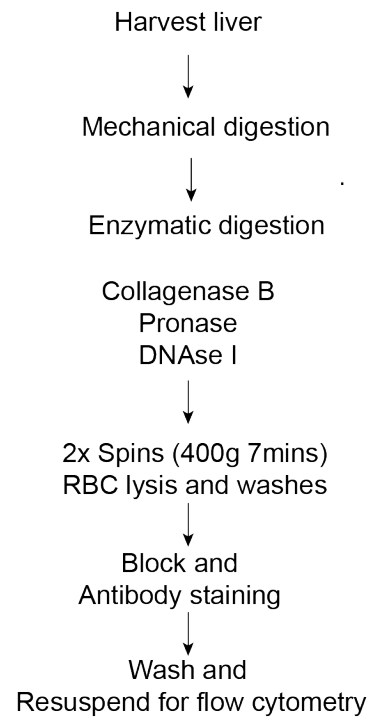 Harvest liver
Mechanical digestion
.
Enzymatic digestion
Collagenase B
Pronase
DNAse I
2x Spins (400g 7mins)
RBC lysis and washes
Block and
Antibody staining
Wash and
Resuspend for flow cytometry